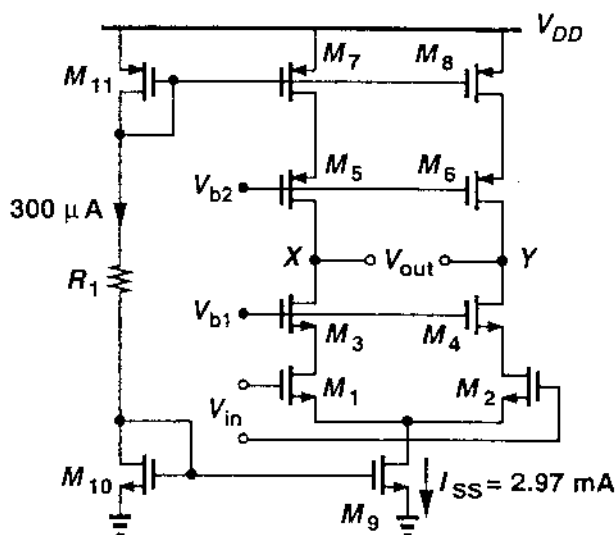 V_DD
M_11
M_7
M_8
V_b2
M_5
M_6
300 μA
X
V_out
Y
R_1
V_b1
M_3
M_4
M_1
M_2
V_in
M_10
M_9
I_SS = 2.97 mA